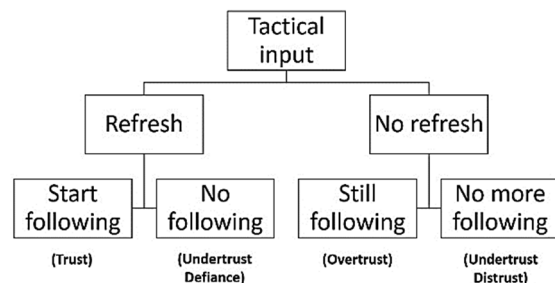 Tactical
input
Refresh
No refresh
Start
following
No
following
Still
following
No more
following
(Trust)
(Undertrust
Defiance)
(Overtrust)
(Undertrust
Distrust)